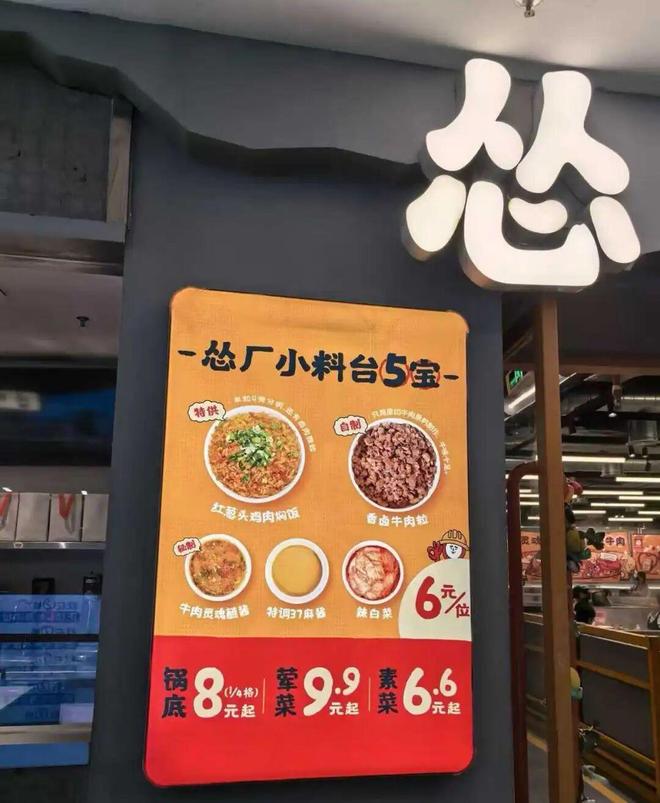 怂
-怂厂小料台5宝-
特供
自制
红葱头鸡肉焖饭
香卤牛肉粒
秘制
牛肉灵魂蘸酱
特调37麻酱
辣白菜
6元/位
锅底8(1/4格)元起
荤菜9.9元起
素菜6.6元起
灵魂
牛肉